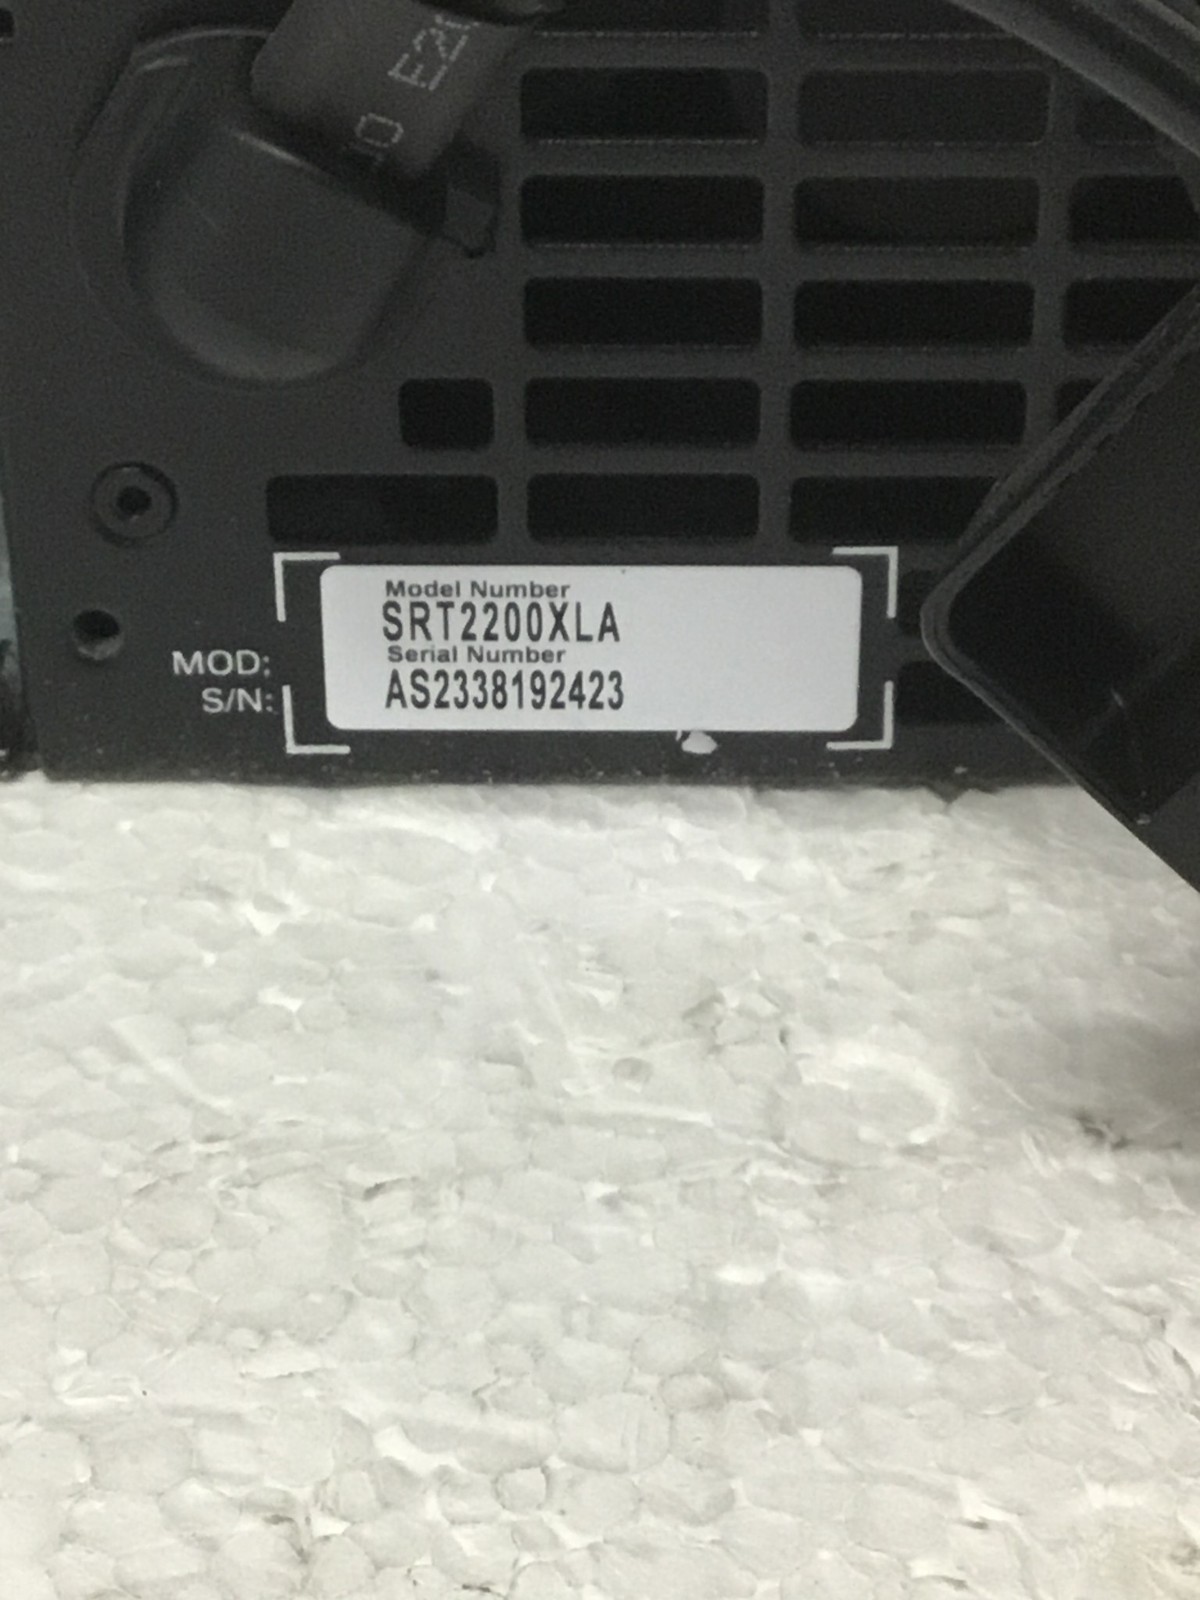 Model Number
SRT2200XLA
Serial Number
AS2338192423
MOD:
S/N: